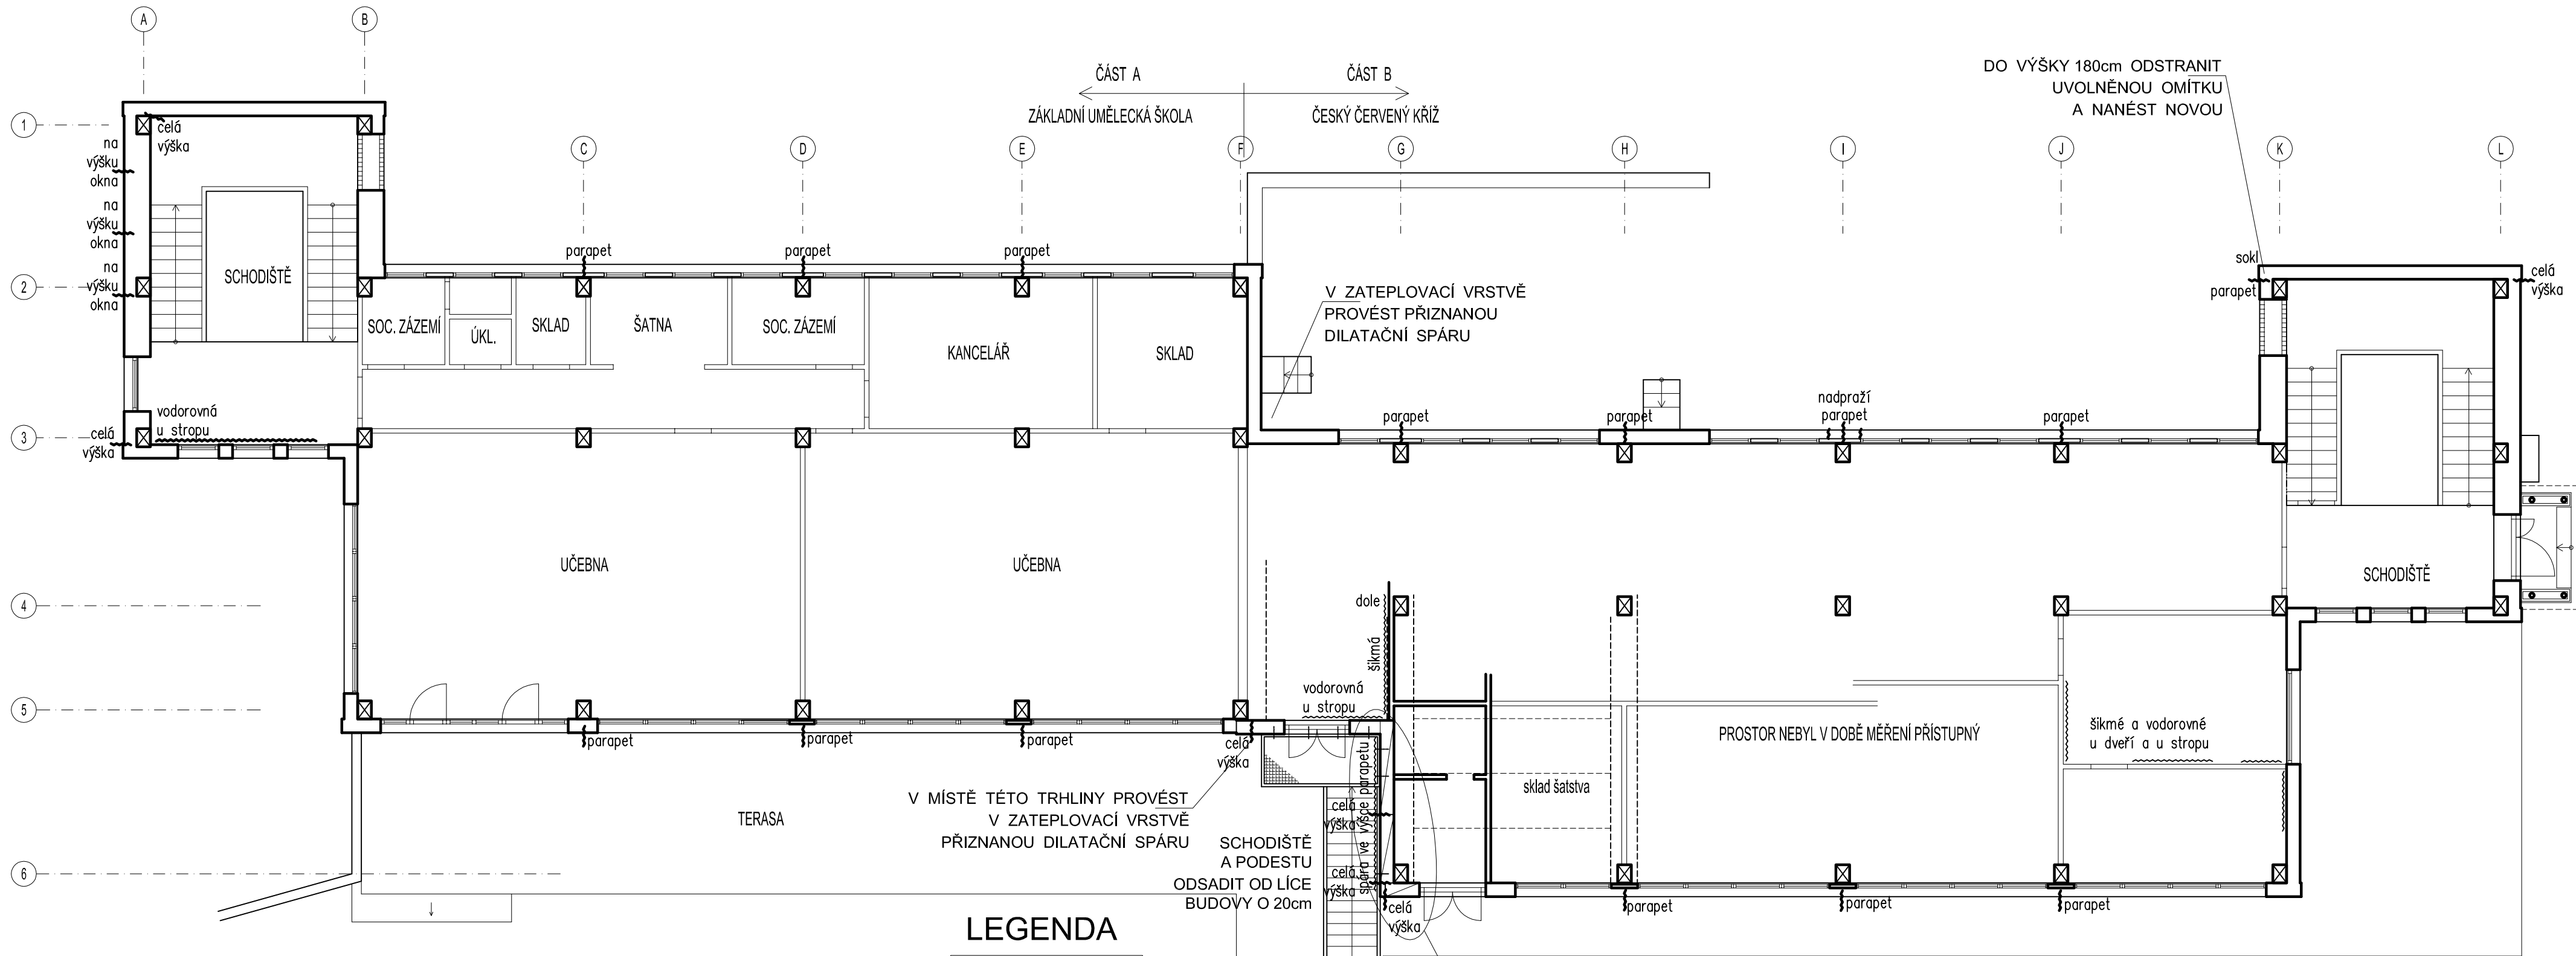 A
B
ČÁST A
ČÁST B
ZÁKLADNÍ UMĚLECKÁ ŠKOLA
ČESKÝ ČERVENÝ KŘÍŽ
DO VÝŠKY 180cm ODSTRANIT
UVOLNĚNOU OMÍTKU
A NANÉST NOVOU
1
celá
výška
na
výšku
okna
C
D
E
F
G
H
I
J
K
L
na
výšku
okna
na
výšku
okna
parapet
parapet
parapet
sokl
parapet
celá
výška
2
SCHODIŠTĚ
V ZATEPLOVACÍ VRSTVĚ
PROVÉST PŘIZNANOU
DILATAČNÍ SPÁRU
SOC. ZÁZEMÍ
ÚKL.
SKLAD
ŠATNA
SOC. ZÁZEMÍ
KANCELÁŘ
SKLAD
vodorovná
u stropu
3
celá
výška
parapet
parapet
nadpraží
parapet
parapet
UČEBNA
UČEBNA
SCHODIŠTĚ
4
dole
šikmá
5
vodorovná
u stropu
parapet
parapet
parapet
celá
výška
PROSTOR NEBYL V DOBĚ MĚŘENÍ PŘÍSTUPNÝ
šikmé a vodorovné
u dveří a u stropu
sklad šatstva
TERASA
V MÍSTĚ TÉTO TRHLINY PROVÉST
V ZATEPLOVACÍ VRSTVĚ
PŘIZNANOU DILATAČNÍ SPÁRU
celá
výška
spára ve výšce parapetu
SCHODIŠTĚ
A PODESTU
ODSADIT OD LÍCE
BUDOVY O 20cm
6
celá
výška
celá
výška
parapet
parapet
parapet
LEGENDA